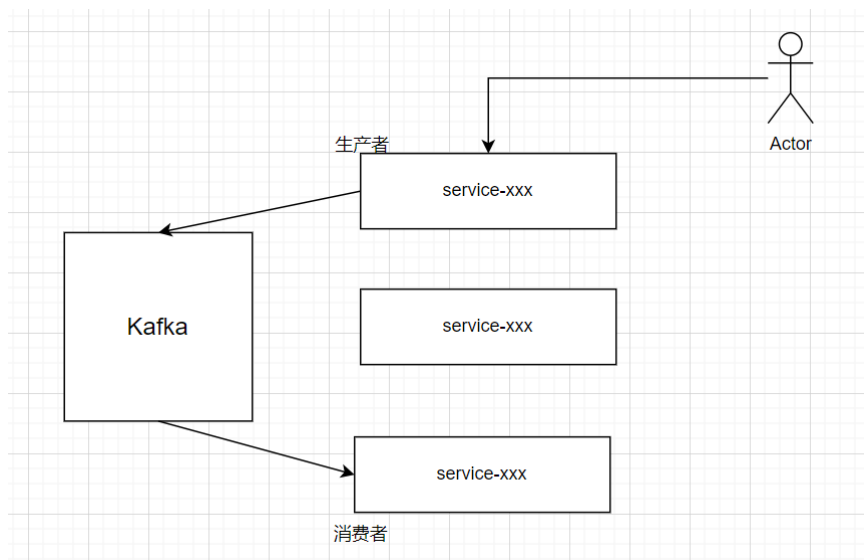 Actor
生产者
service-xxx
Kafka
service-xxx
service-xxx
消费者